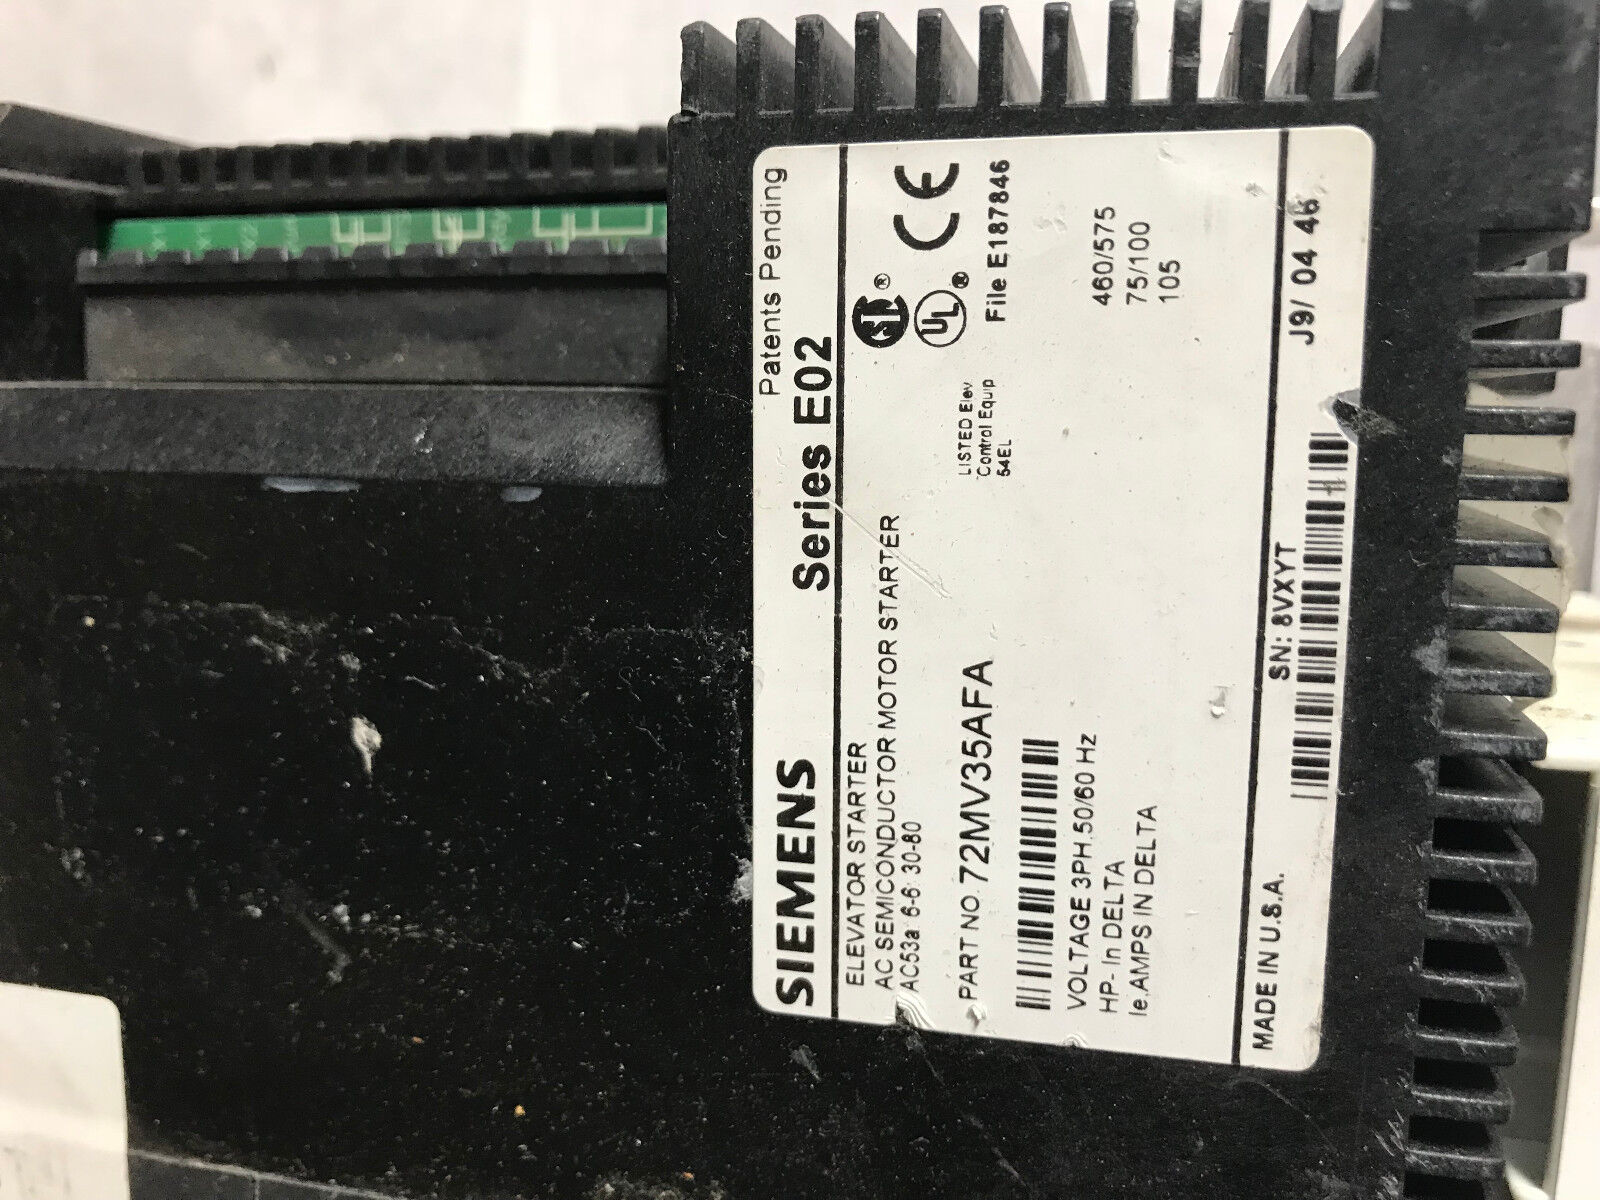 Patents Pending
SIEMENS Series E02
ELEVATOR STARTER
AC SEMICONDUCTOR MOTOR STARTER
AC53a 6-6: 30-80
LISTED Elev
Control Equip
54EL
UL
CE
File E187846
PART NO. 72MV35AFA
VOLTAGE 3PH,50/60 Hz 460/575
HP- In DELTA 75/100
Ie.AMPS IN DELTA 105
MADE IN U.S.A. SN: 8VXYT J9/ 04 46